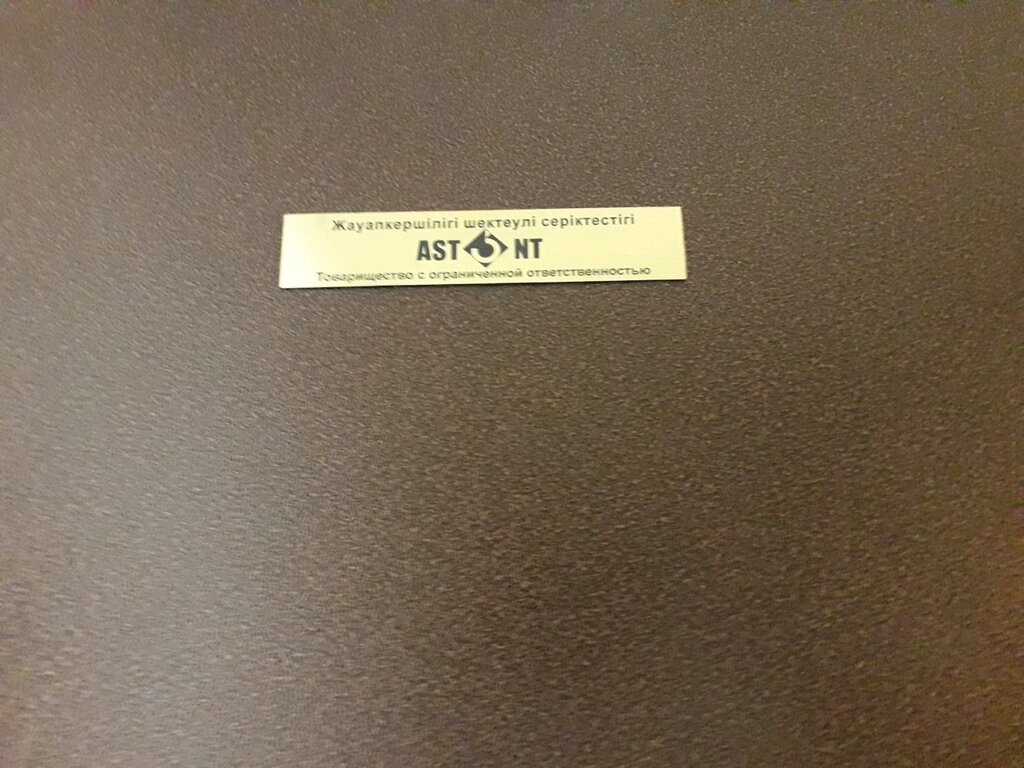 Жауапкершілігі шектеулі серіктестігі
AST NT
Товарищество с ограниченной ответственностью